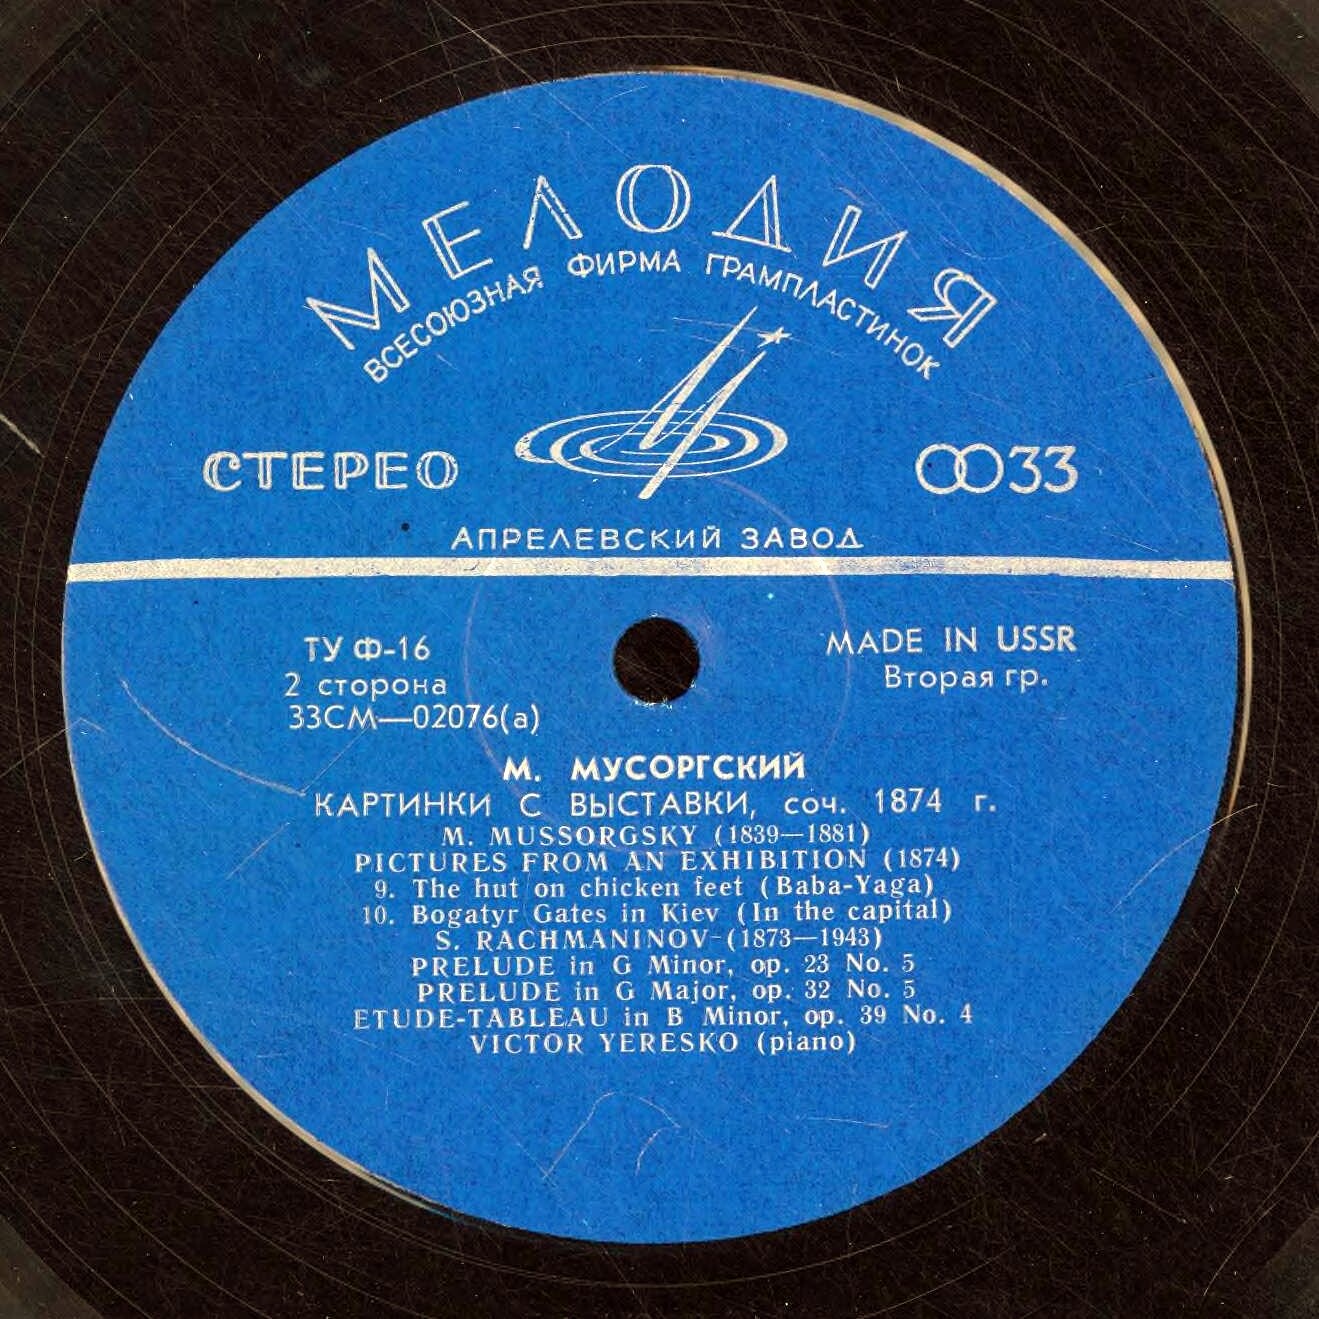 МЕЛОДИЯ
ВСЕСОЮЗНАЯ ФИРМА ГРАМПЛАСТИНОК
СТЕРЕО
33
АПРЕЛЕВСКИЙ ЗАВОД
ТУ Ф-16
MADE IN USSR
2 сторона
Вторая гр.
33СМ—02076(а)
М. МУСОРГСКИЙ
КАРТИНКИ С ВЫСТАВКИ, соч. 1874 г.
M. MUSSORGSKY (1839—1881)
PICTURES FROM AN EXHIBITION (1874)
9. The hut on chicken feet (Baba-Yaga)
10. Bogatyr Gates in Kiev (In the capital)
S. RACHMANINOV (1873—1943)
PRELUDE in G Minor, op. 23 No. 5
PRELUDE in G Major, op. 32 No. 5
ETUDE-TABLEAU in B Minor, op. 39 No. 4
VICTOR YERESKO (piano)